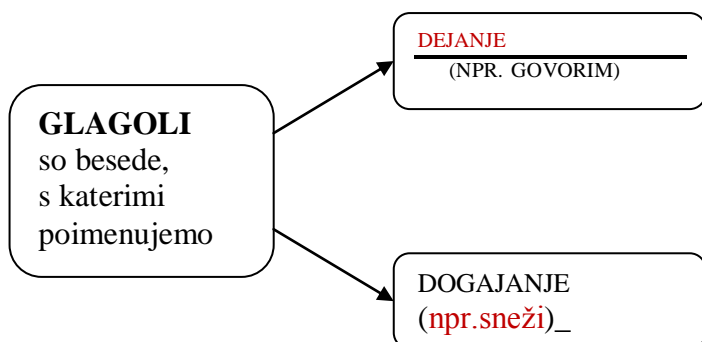 DEJANJE
(NPR. GOVORIM)
GLAGOLI
so besede,
s katerimi
poimenujemo
DOGAJANJE
(npr.sneži)_